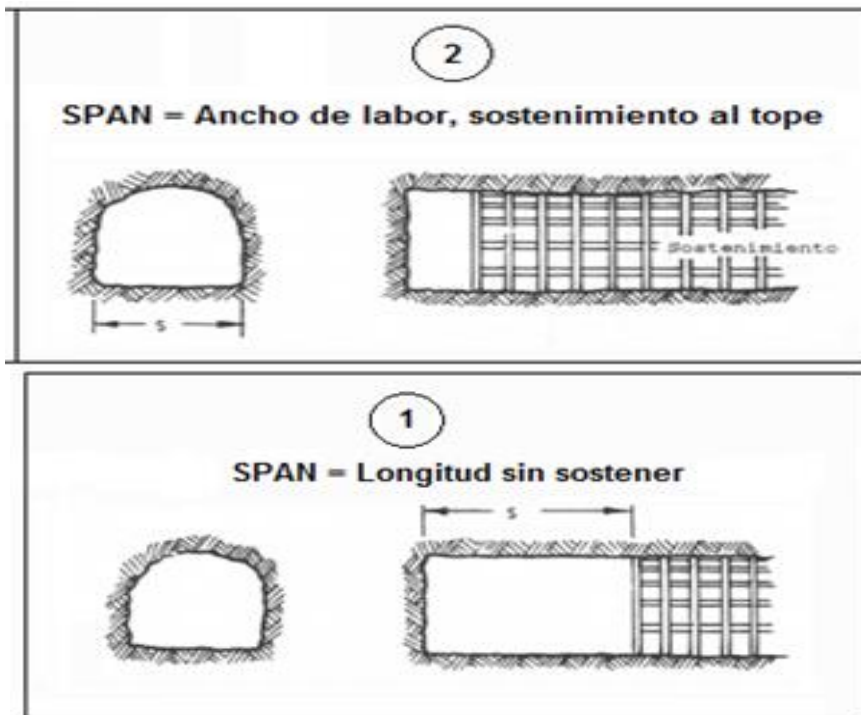 2
SPAN = Ancho de labor, sostenimiento al tope
Sostenimiento
S
1
SPAN = Longitud sin sostener
S